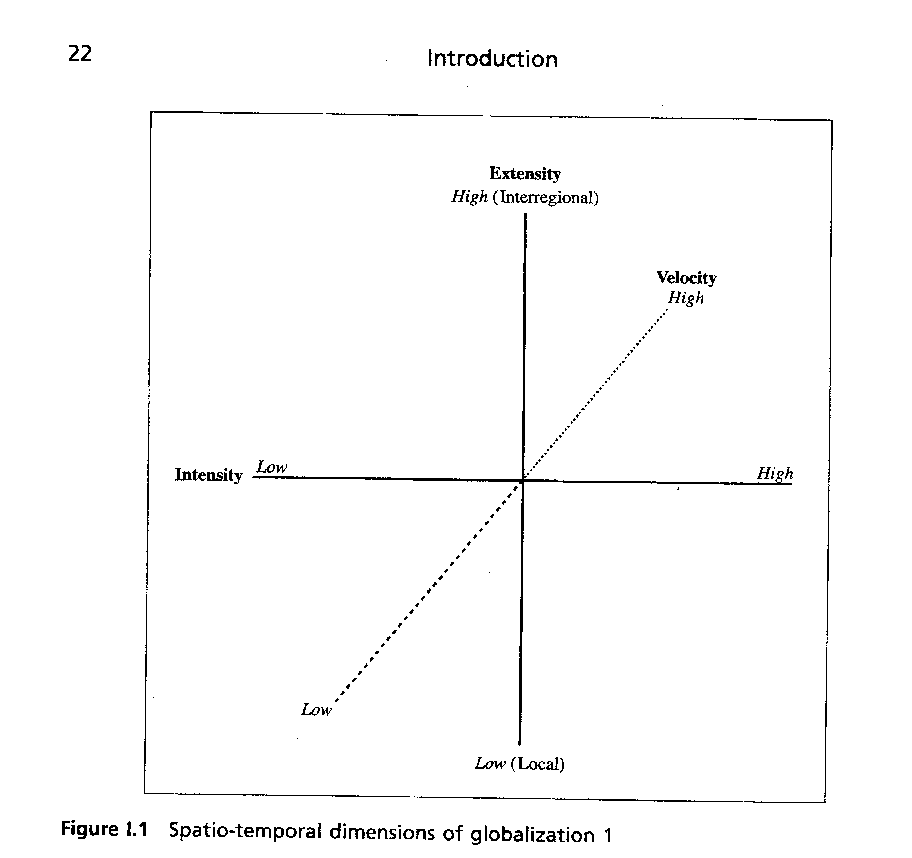 22
Introduction
Extensity
High (Interregional)
Velocity
High
Intensity Low
High
Low
Low (Local)
Figure I.1 Spatio-temporal dimensions of globalization 1